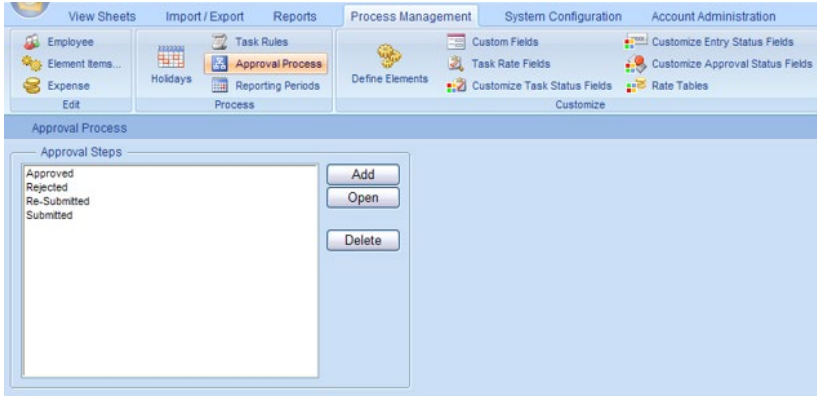 View Sheets Import / Export Reports Process Management System Configuration Account Administration
Employee Task Rules Custom Fields Customize Entry Status Fields
Element Items... Holidays Approval Process Define Elements Task Rate Fields Customize Approval Status Fields
Expense Reporting Periods Customize Task Status Fields Rate Tables
Edit Process Customize
Approval Process
Approval Steps
Approved Add
Rejected
Re-Submitted Open
Submitted
Delete